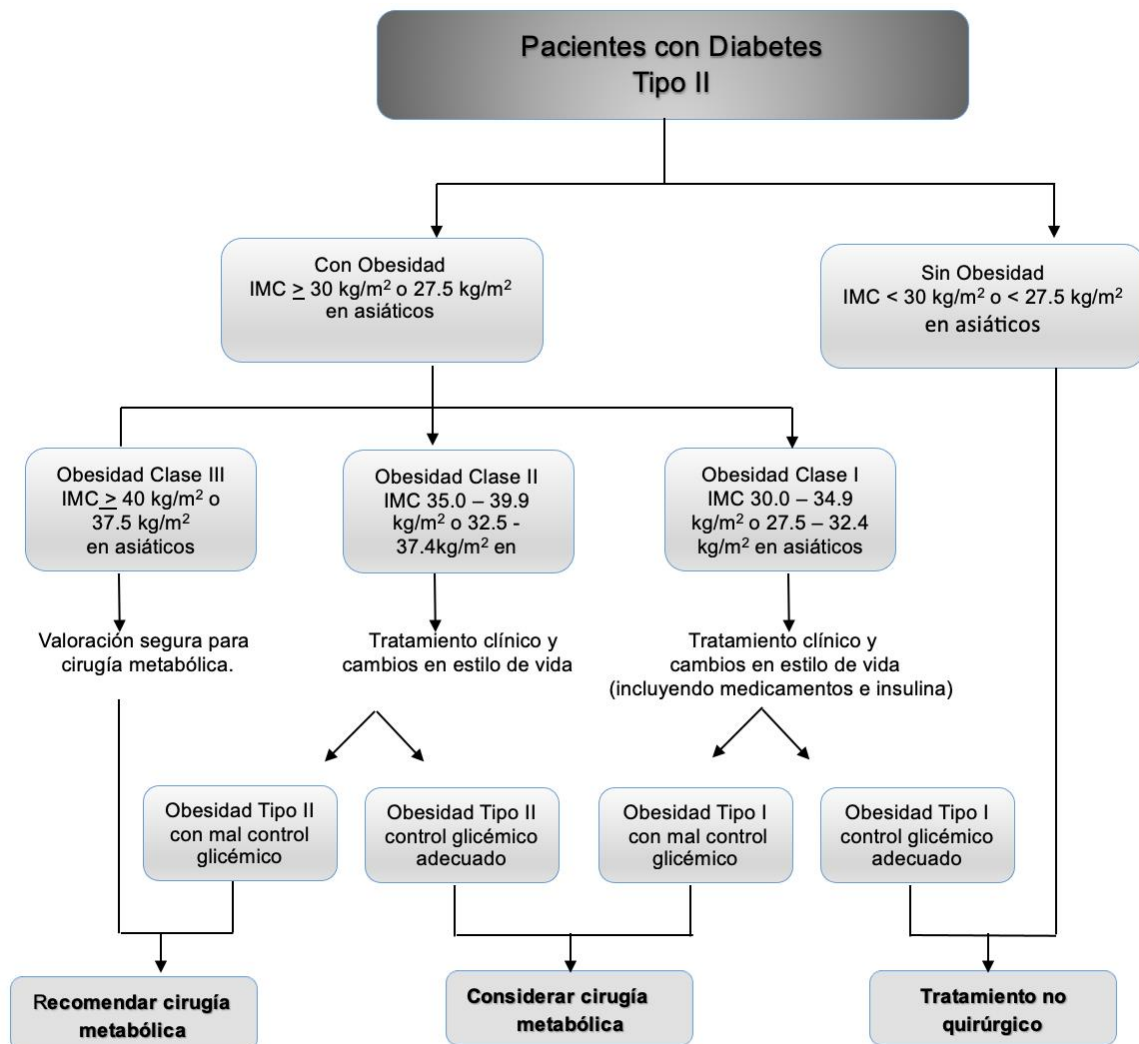 Pacientes con Diabetes
Tipo II
Con Obesidad
IMC ≥ 30 kg/m² o 27.5 kg/m²
en asiáticos
Sin Obesidad
IMC < 30 kg/m² o < 27.5 kg/m²
en asiáticos
Obesidad Clase III
IMC ≥ 40 kg/m² o
37.5 kg/m²
en asiáticos
Obesidad Clase II
IMC 35.0 – 39.9
kg/m² o 32.5 -
37.4kg/m² en
Obesidad Clase I
IMC 30.0 – 34.9
kg/m² o 27.5 – 32.4
kg/m² en asiáticos
Valoración segura para
cirugía metabólica.
Tratamiento clínico y
cambios en estilo de vida
Tratamiento clínico y
cambios en estilo de vida
(incluyendo medicamentos e insulina)
Obesidad Tipo II
con mal control
glicémico
Obesidad Tipo II
control glicémico
adecuado
Obesidad Tipo I
con mal control
glicémico
Obesidad Tipo I
control glicémico
adecuado
Recomendar cirugía
metabólica
Considerar cirugía
metabólica
Tratamiento no
quirúrgico